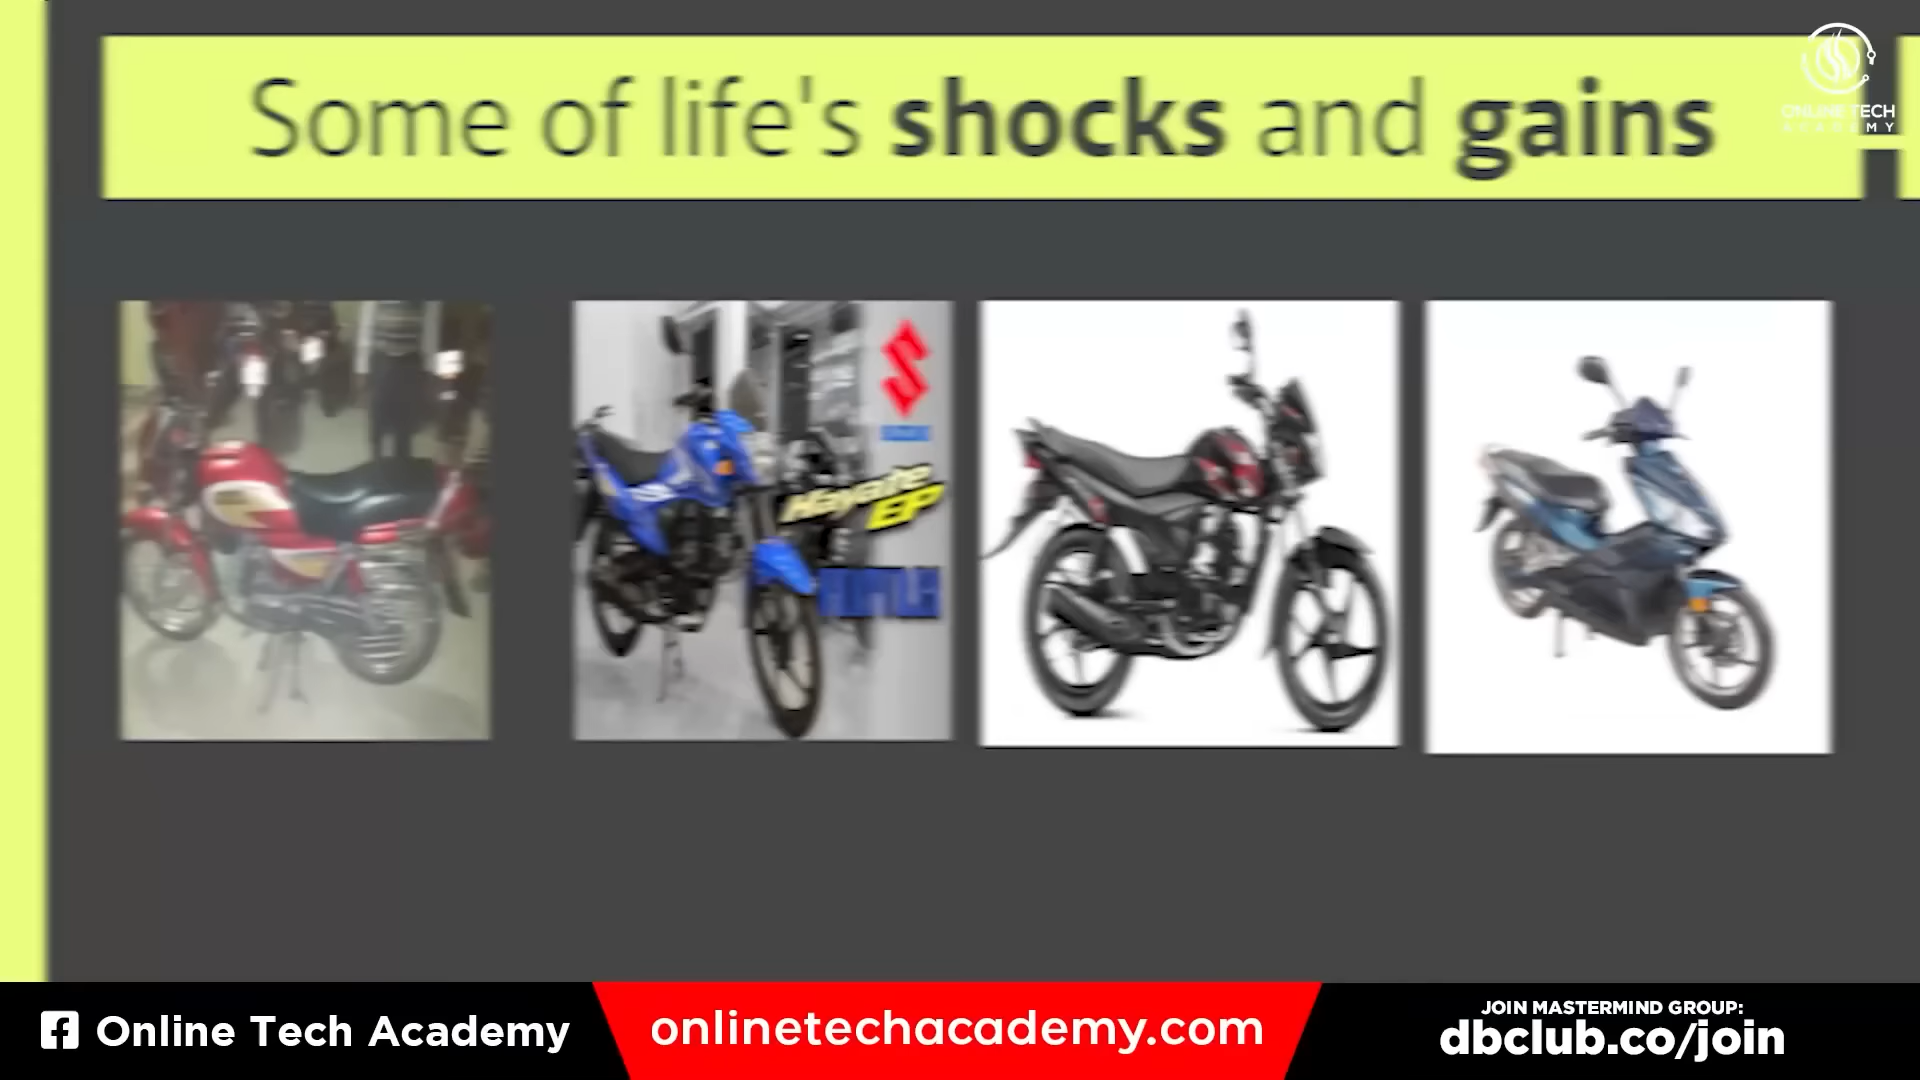 Some of life's shocks and gains
ONLINE TECH
ACADEMY
Hayate
EP
Online Tech Academy
onlinetechacademy.com
JOIN MASTERMIND GROUP:
dbclub.co/join